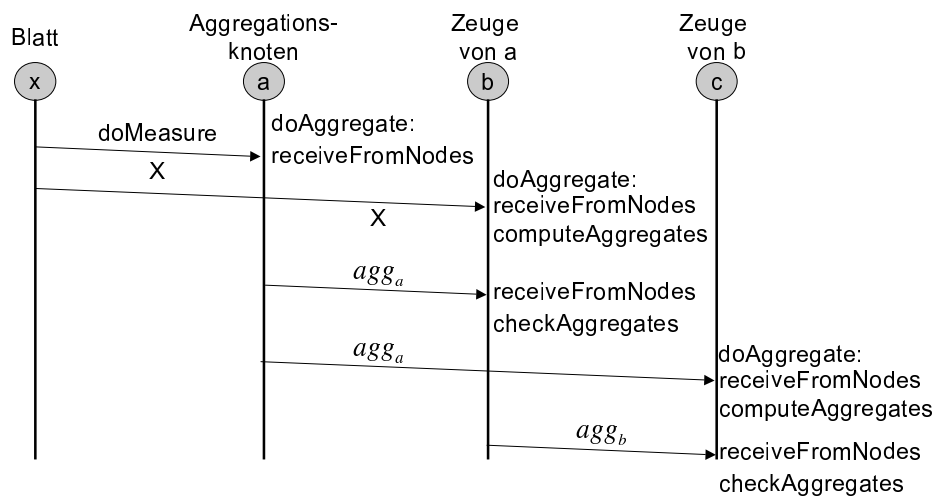 Blatt
Aggregations-
knoten
Zeuge
von a
Zeuge
von b
x
a
b
c
doMeasure
X
doAggregate:
receiveFromNodes
X
doAggregate:
receiveFromNodes
computeAggregates
agg_a
receiveFromNodes
checkAggregates
agg_a
doAggregate:
receiveFromNodes
computeAggregates
agg_b
receiveFromNodes
checkAggregates